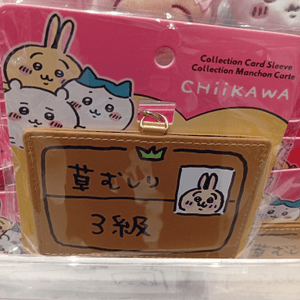 Collection Card Sleeve
Collection Manchon Carte
CHiiKAWA
草むしり
3級